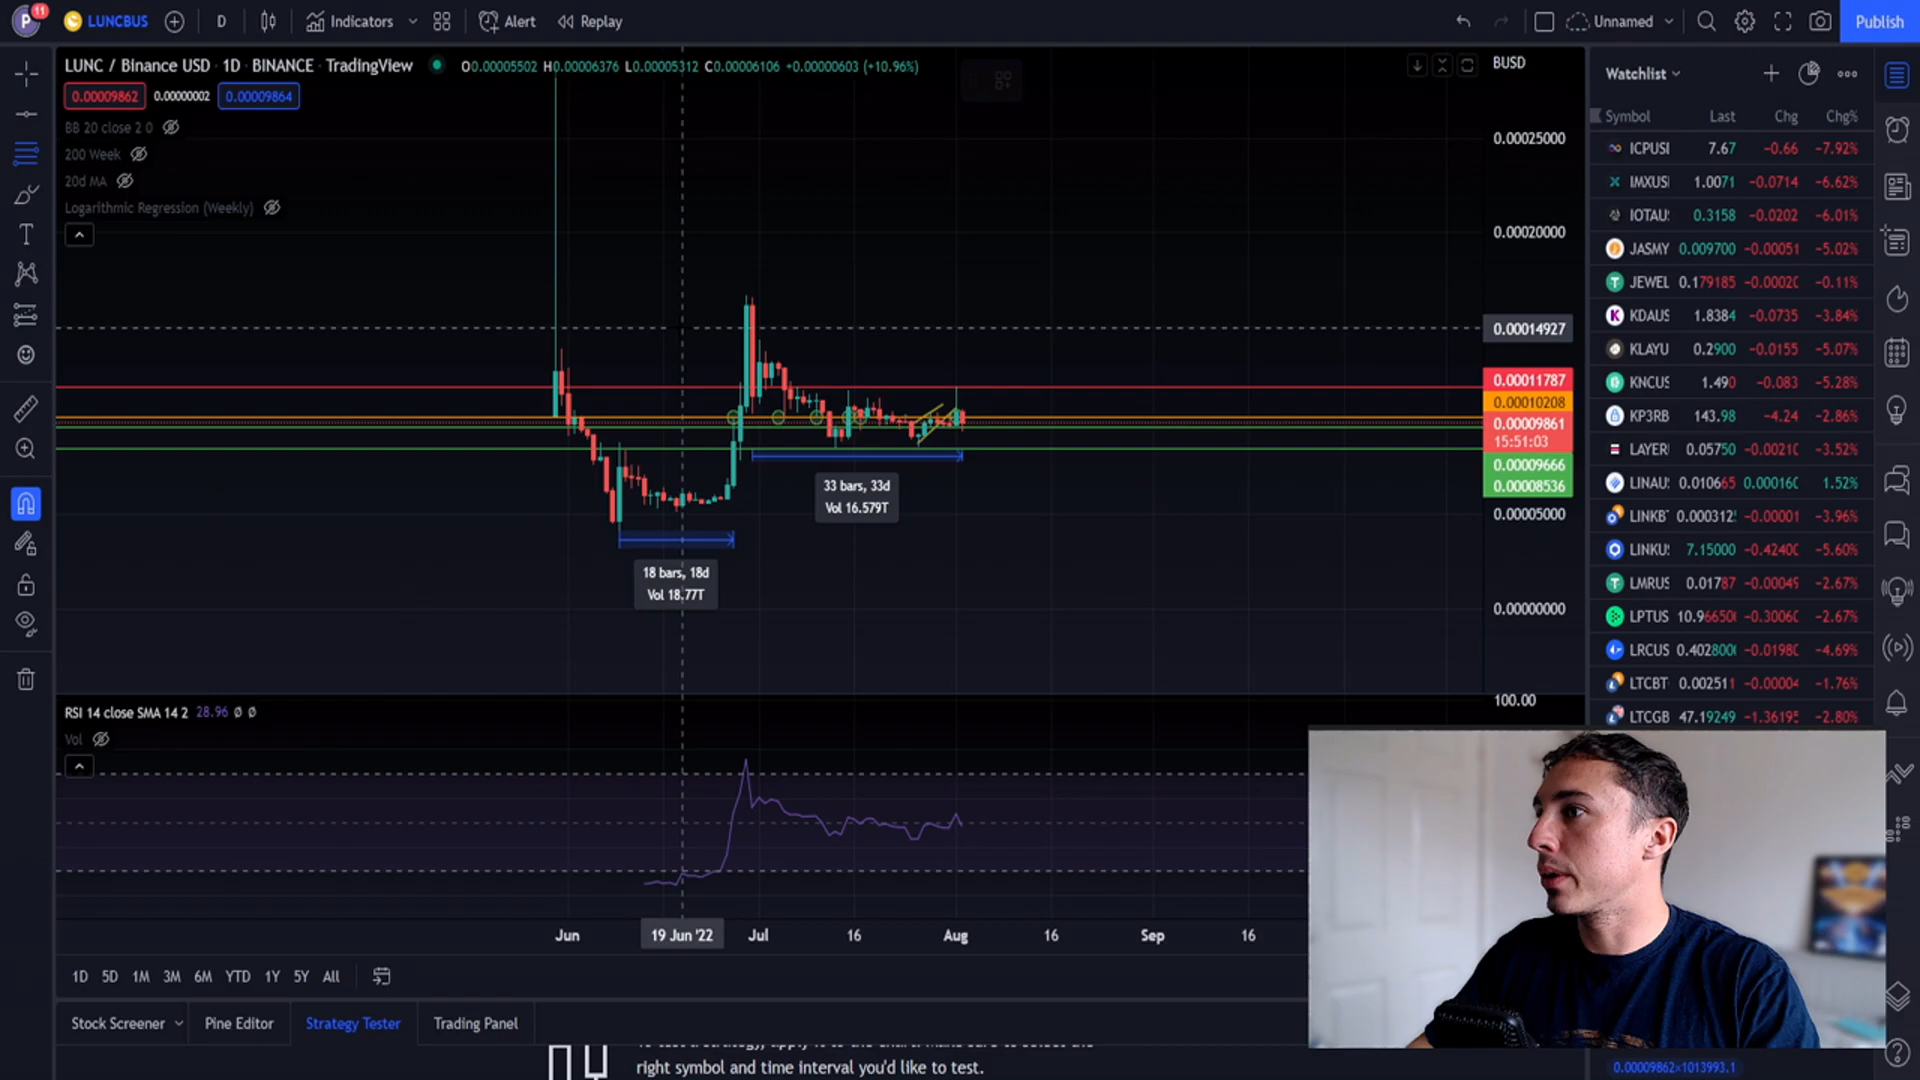 P 11 LUNCBUS D Indicators Alert Replay Unnamed Publish
LUNC / Binance USD · 1D · BINANCE · TradingView O0.00005502 H0.00006376 L0.00005312 C0.00006106 +0.00000603 (+10.96%)
0.00009862 0.00000002 0.00009864
BB 20 close 2 0
200 Week
20d MA
Logarithmic Regression (Weekly)
BUSD
0.00025000
0.00020000
0.00014927
0.00011787
0.00010208
0.00009861
15:51:03
0.00009666
0.00008536
0.00005000
0.00000000
33 bars, 33d
Vol 16.579T
18 bars, 18d
Vol 18.77T
RSI 14 close SMA 14 2 28.96 Ø Ø
Vol
100.00
Jun 19 Jun '22 Jul 16 Aug 16 Sep 16
1D 5D 1M 3M 6M YTD 1Y 5Y All
Stock Screener Pine Editor Strategy Tester Trading Panel
right symbol and time interval you'd like to test.
Watchlist
Symbol Last Chg Chg%
ICPUSI 7.67 −0.66 −7.92%
IMXUSI 1.0071 −0.0714 −6.62%
IOTAU: 0.3158 −0.0202 −6.01%
JASMY 0.009700 −0.00051 −5.02%
JEWEL 0.179185 −0.0002( −0.11%
KDAUS 1.8384 −0.0735 −3.84%
KLAYU 0.2900 −0.0155 −5.07%
KNCUS 1.490 −0.083 −5.28%
KP3RB 143.98 −4.24 −2.86%
LAYERI 0.05750 −0.0021( −3.52%
LINAU: 0.010665 0.00016( 1.52%
LINKB 0.000312 −0.00001 −3.96%
LINKU: 7.15000 −0.4240( −5.60%
LMRUS 0.01787 −0.00049 −2.67%
LPTUS 10.96650( −0.3006( −2.67%
LRCUS 0.402800( −0.0198( −4.69%
LTCBT 0.002511 −0.00004 −1.76%
LTCGB 47.19249 −1.3619 −2.80%
0.00009862×1013993.1